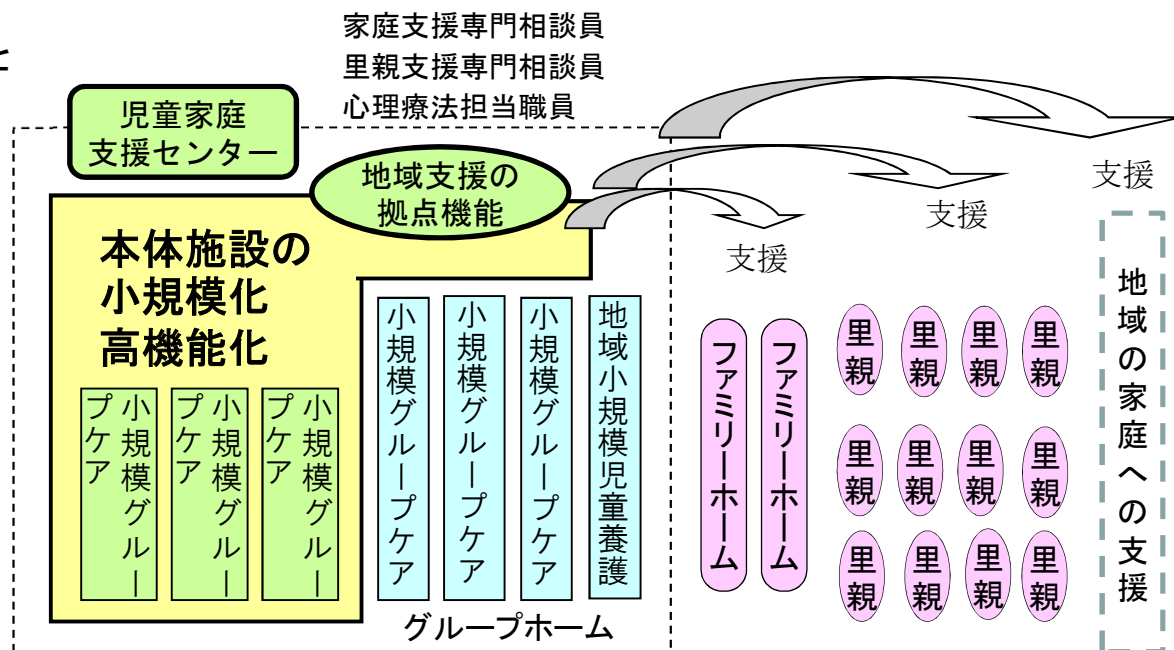 家庭支援専門相談員
里親支援専門相談員
心理療法担当職員
児童家庭
支援センター
地域支援の
拠点機能
本体施設の
小規模化
高機能化
小規模グルー
プケア
小規模グルー
プケア
小規模グルー
プケア
小規模グループケア
小規模グループケア
小規模グループケア
地域小規模児童養護
グループホーム
支援
支援
支援
ファミリーホーム
ファミリーホーム
里親
里親
里親
里親
里親
里親
里親
里親
里親
里親
里親
里親
地域の家庭への支援